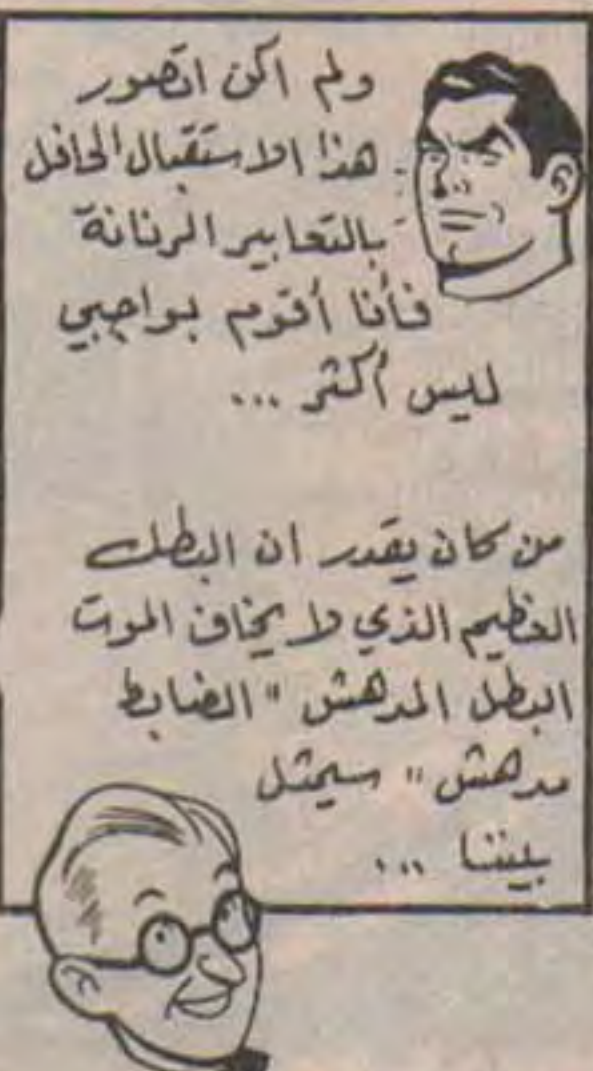 ولم اكن اتصور
هذا الاستقبال الحافل
بالتعابير الرنانة
فأنا أقوم بواجبي
ليس أكثر ...
من كان يقدر ان البطل
العظيم الذي لا يخاف الموت
البطل المدهش " الضابط
مدهش " سيمثل
بيننا ...